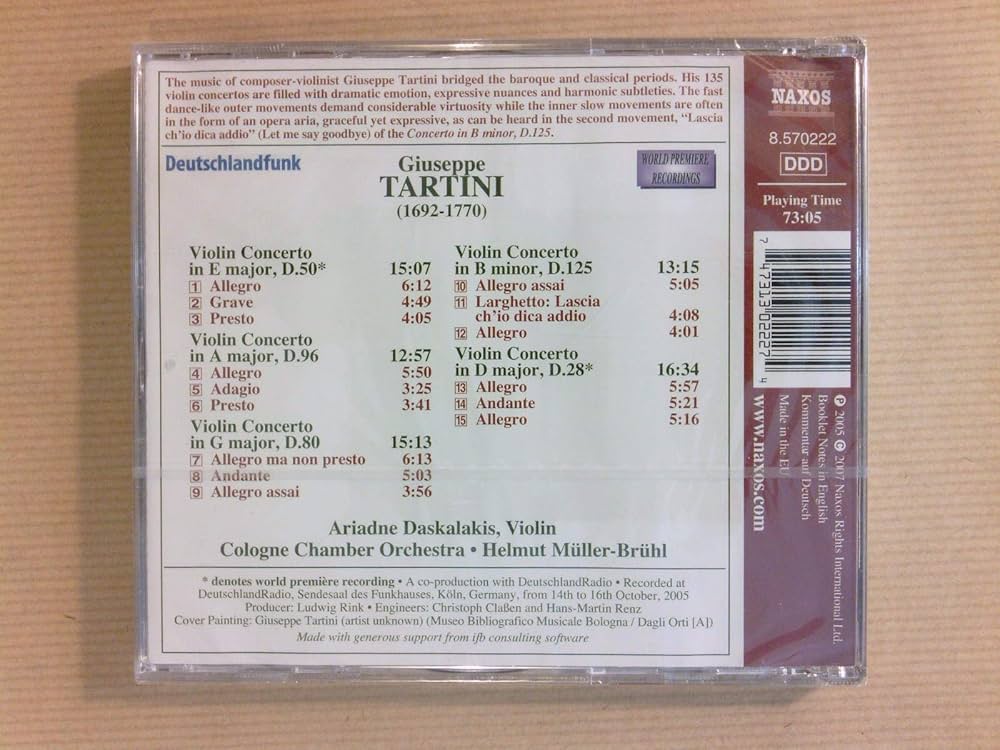 The music of composer-violinist Giuseppe Tartini bridged the baroque and classical periods. His 135
violin concertos are filled with dramatic emotion, expressive nuances and harmonic subtleties. The fast
dance-like outer movements demand considerable virtuosity while the inner slow movements are often
in the form of an opera aria, graceful yet expressive, as can be heard in the second movement, “Lascia
ch'io dica addio” (Let me say goodbye) of the Concerto in B minor, D.125.
Deutschlandfunk
Giuseppe
TARTINI
(1692-1770)
WORLD PREMIERE
RECORDINGS
Violin Concerto
in E major, D.50* 15:07
1 Allegro 6:12
2 Grave 4:49
3 Presto 4:05
Violin Concerto
in A major, D.96 12:57
4 Allegro 5:50
5 Adagio 3:25
6 Presto 3:41
Violin Concerto
in G major, D.80 15:13
7 Allegro ma non presto 6:13
8 Andante 5:03
9 Allegro assai 3:56
Violin Concerto
in B minor, D.125 13:15
10 Allegro assai 5:05
11 Larghetto: Lascia
ch'io dica addio 4:08
12 Allegro 4:01
Violin Concerto
in D major, D.28* 16:34
13 Allegro 5:57
14 Andante 5:21
15 Allegro 5:16
Ariadne Daskalakis, Violin
Cologne Chamber Orchestra • Helmut Müller-Brühl
* denotes world première recording • A co-production with DeutschlandRadio • Recorded at
DeutschlandRadio, Sendesaal des Funkhauses, Köln, Germany, from 14th to 16th October, 2005
Producer: Ludwig Rink • Engineers: Christoph Claßen and Hans-Martin Renz
Cover Painting: Giuseppe Tartini (artist unknown) (Museo Bibliografico Musicale Bologna / Dagli Orti [A])
Made with generous support from ifb consulting software
NAXOS
8.570222
DDD
Playing Time
73:05
7 47313 02227 4
℗ 2005 © 2007 Naxos Rights International Ltd.
Booklet Notes in English
Kommentar auf Deutsch
Made in the EU
www.naxos.com